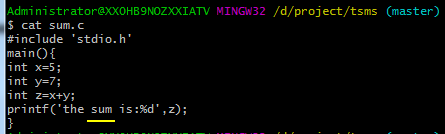 Administrator@XXOHB9NOZXXIATV MINGW32 /d/project/tsms (master)
$ cat sum.c
#include 'stdio.h'
main(){
int x=5;
int y=7;
int z=x+y;
printf('the sum is:%d',z);
}